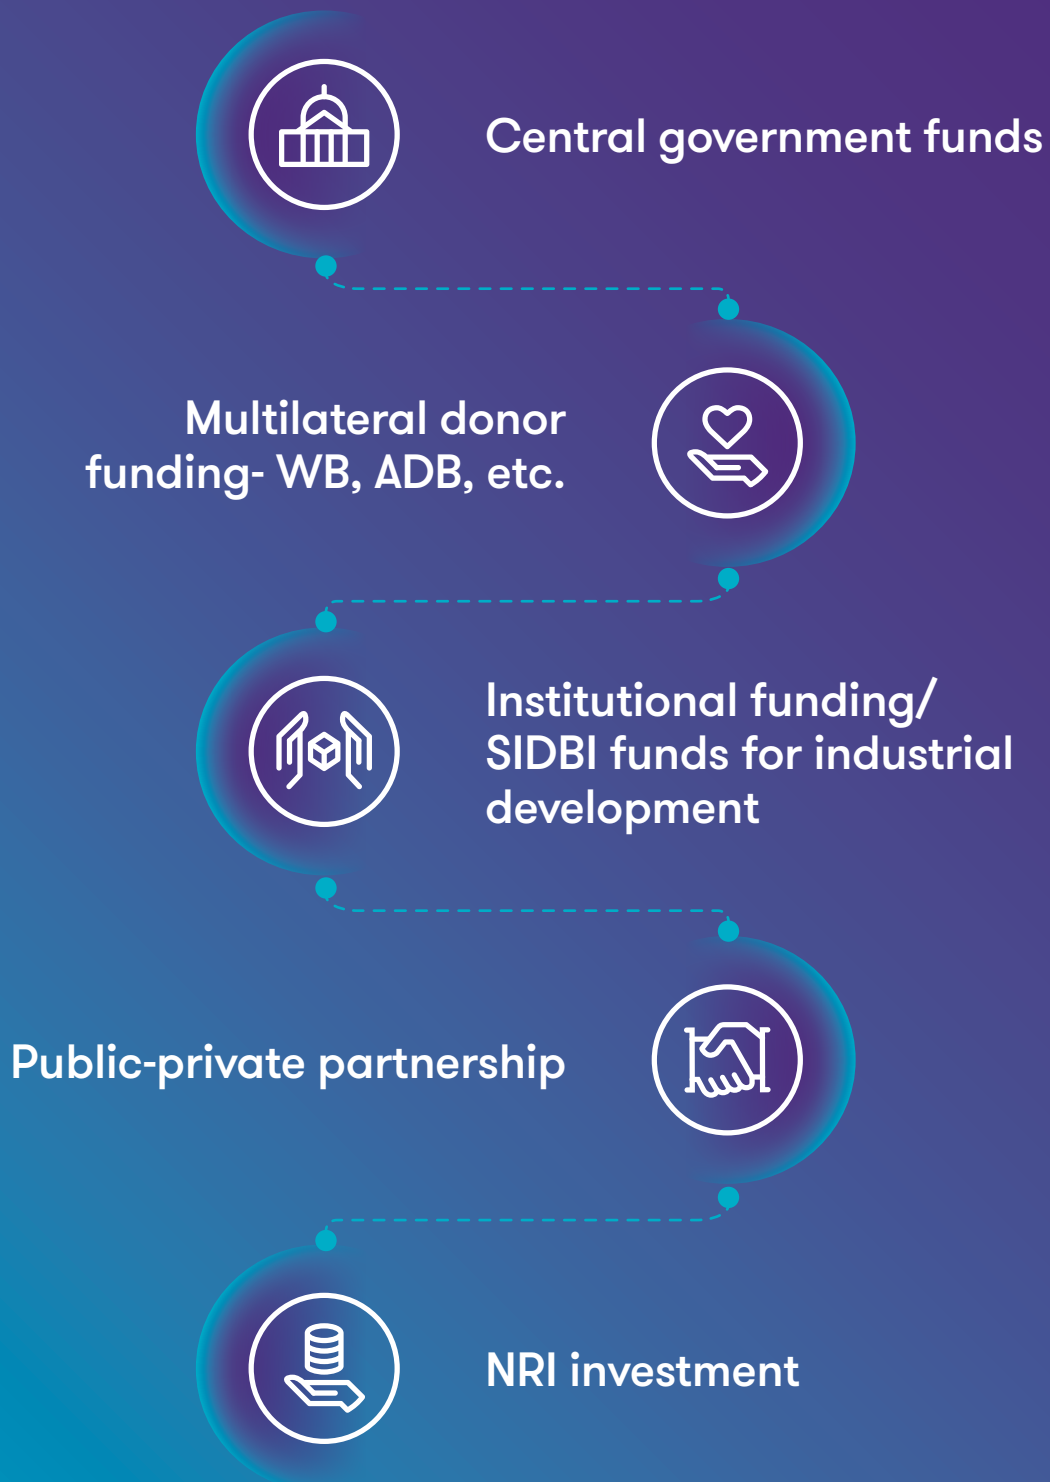 Central government funds
Multilateral donor
funding- WB, ADB, etc.
Institutional funding/
SIDBI funds for industrial
development
Public-private partnership
NRI investment